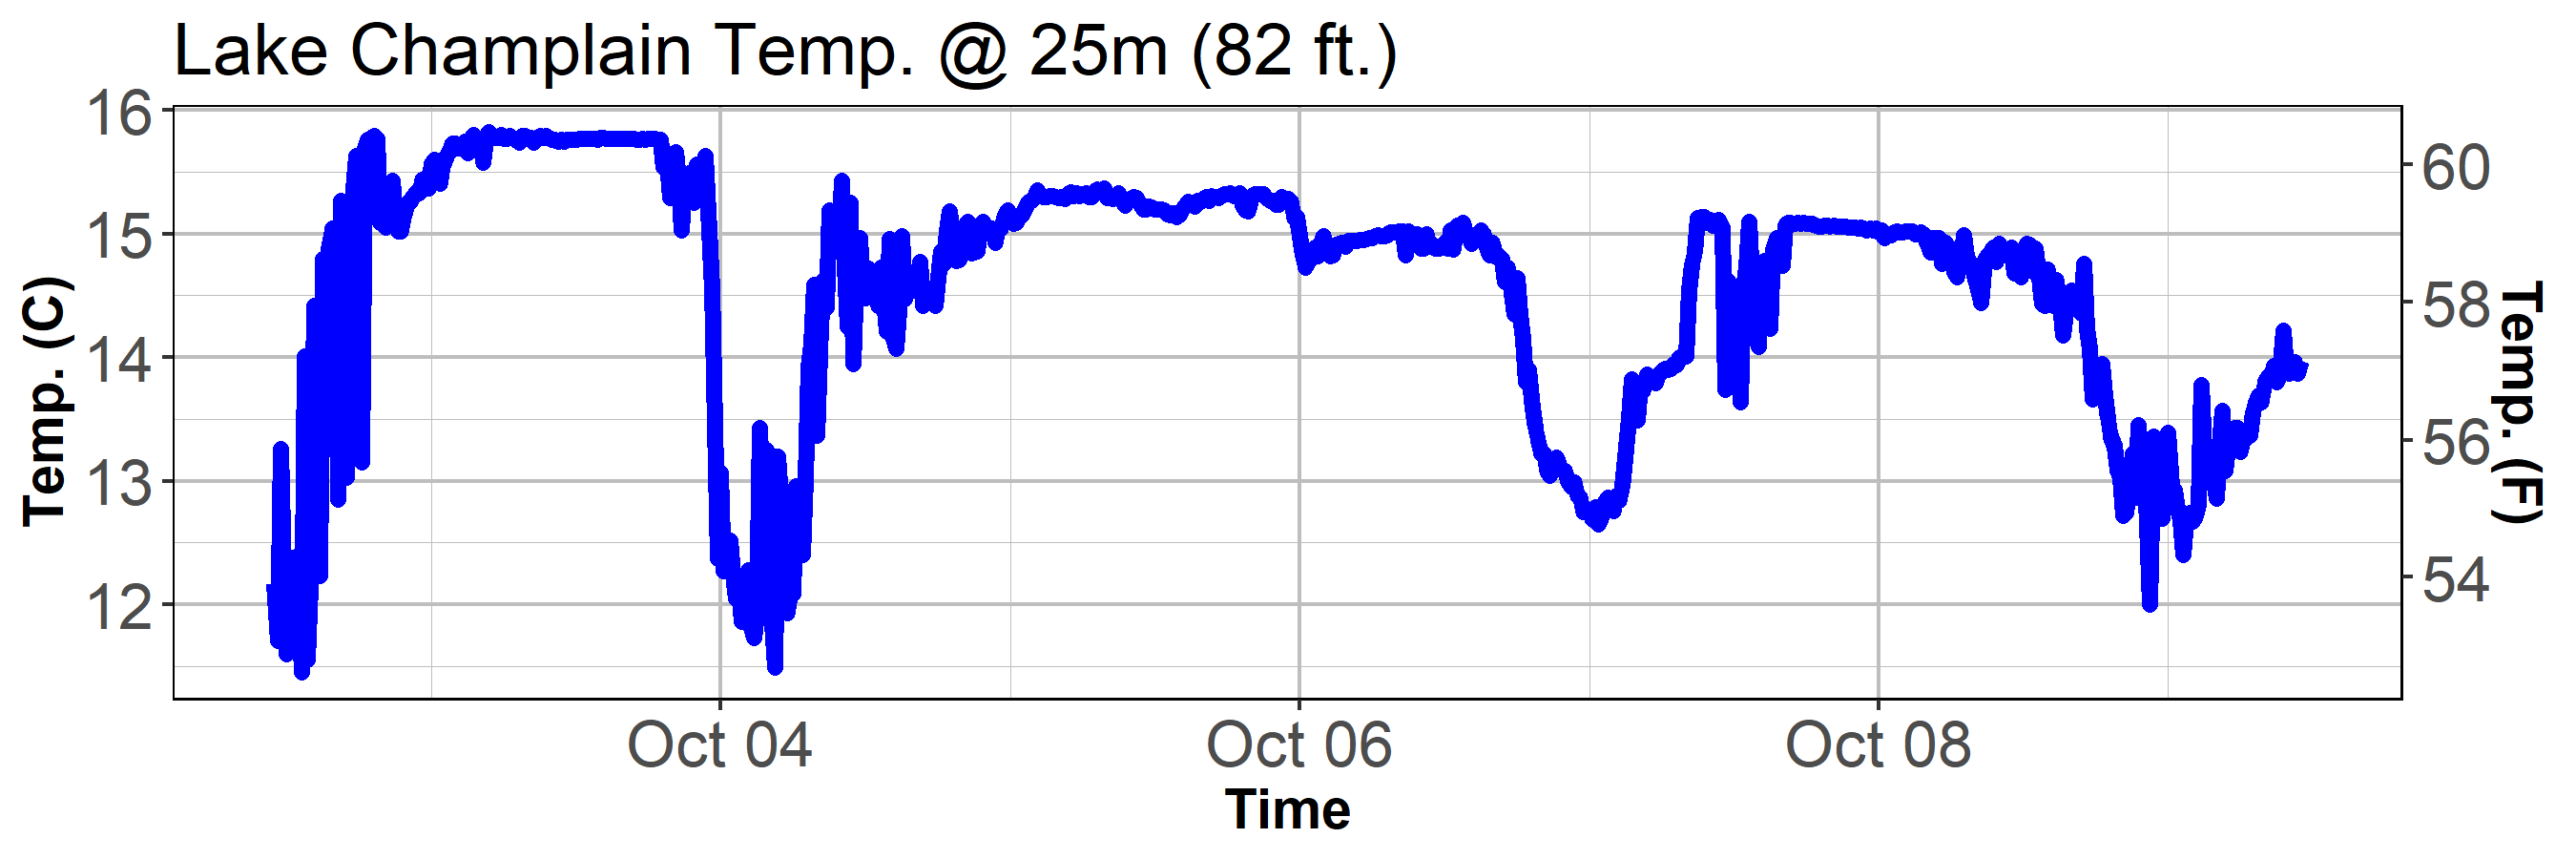 Lake Champlain Temp. @ 25m (82 ft.)
Temp. (C)
16
15
14
13
12
60
58
56
54
Temp. (F)
Oct 04 Oct 06 Oct 08
Time